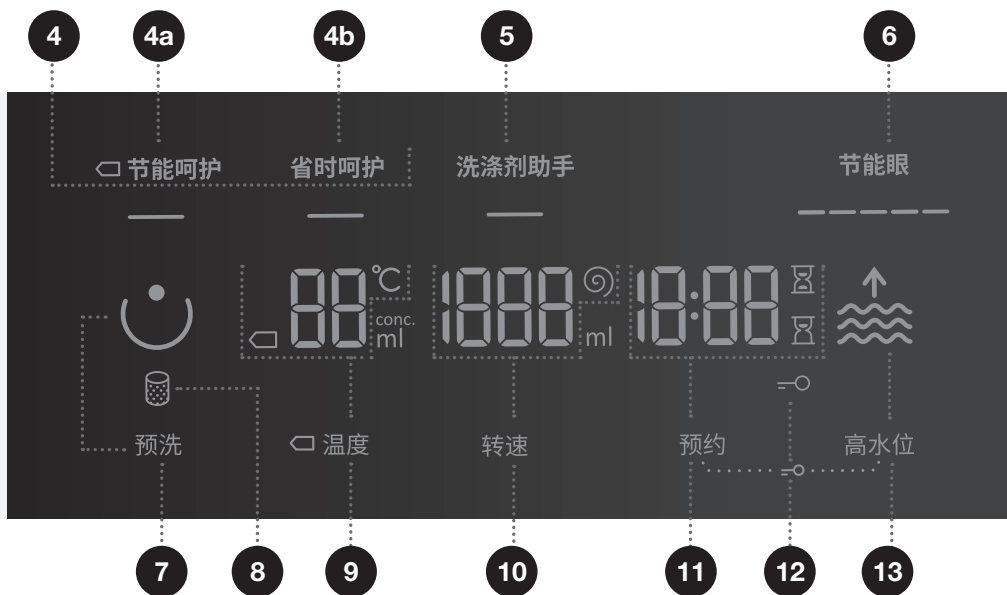 4 4a 4b 5 6
节能呵护 省时呵护 洗涤剂助手 节能眼
88 °C 1888 18:88
conc.
ml ml
预洗 温度 转速 预约 高水位
7 8 9 10 11 12 13